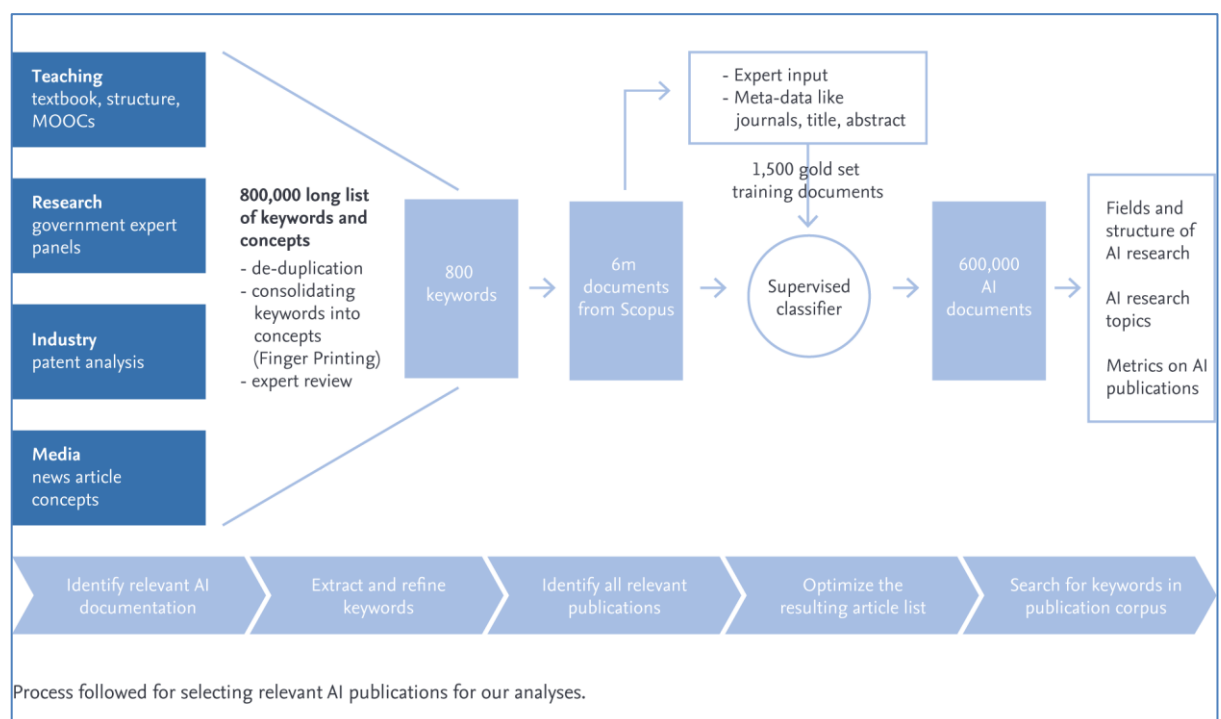 Teaching
textbook, structure,
MOOCs
Research
government expert
panels
Industry
patent analysis
Media
news article
concepts
800,000 long list
of keywords and
concepts
- de-duplication
- consolidating
keywords into
concepts
(Finger Printing)
- expert review
800
keywords
6m
documents
from Scopus
- Expert input
- Meta-data like
journals, title, abstract
1,500 gold set
training documents
Supervised
classifier
600,000
AI
documents
Fields and
structure of
AI research
AI research
topics
Metrics on AI
publications
Identify relevant AI
documentation
Extract and refine
keywords
Identify all relevant
publications
Optimize the
resulting article list
Search for keywords in
publication corpus
Process followed for selecting relevant AI publications for our analyses.